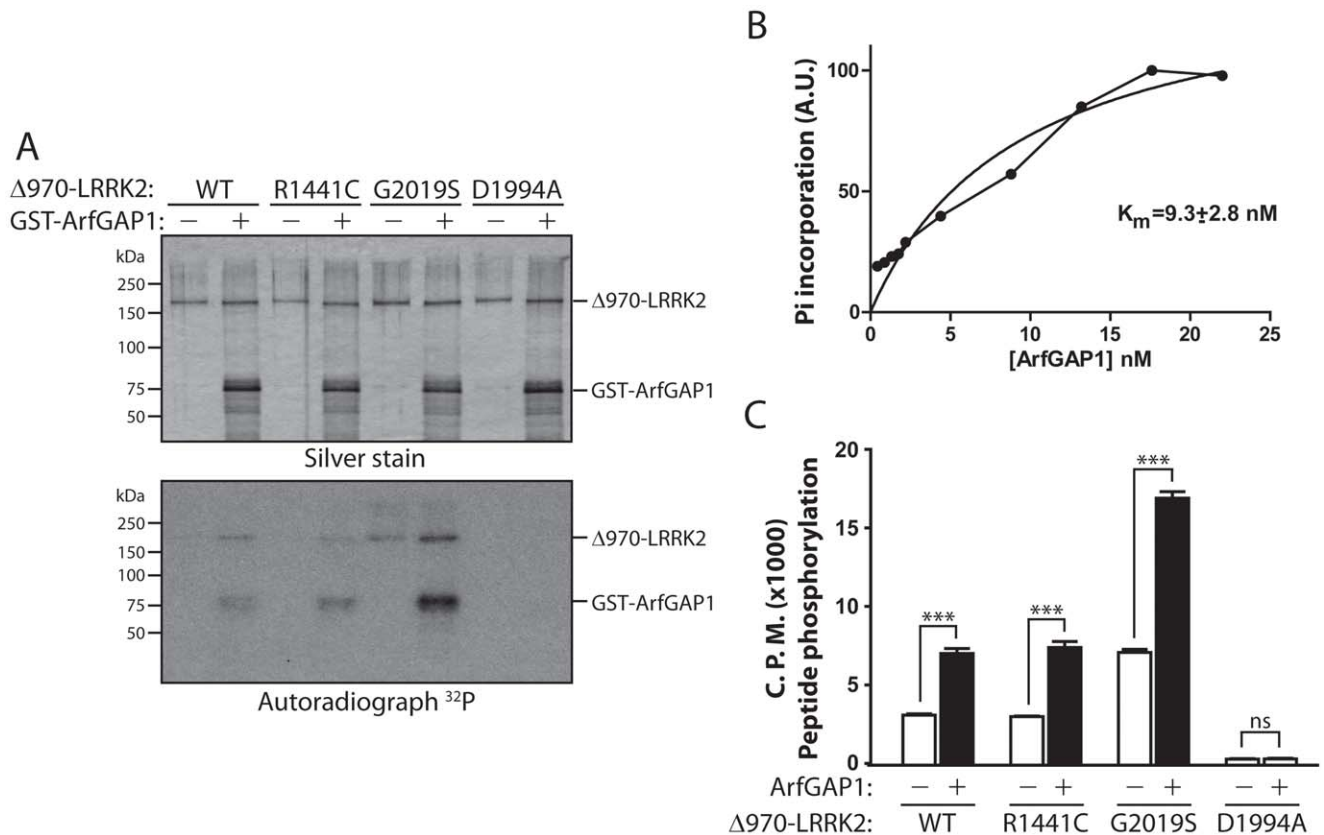 A
Δ970-LRRK2: WT R1441C G2019S D1994A
GST-ArfGAP1: − + − + − + − +
kDa
250
150
100
75
50
Δ970-LRRK2
GST-ArfGAP1
Silver stain
kDa
250
150
100
75
50
Δ970-LRRK2
GST-ArfGAP1
Autoradiograph ³²P
B
Pi incorporation (A.U.)
100
50
0
Km=9.3±2.8 nM
0 5 10 15 20 25
[ArfGAP1] nM
C
C. P. M. (x1000)
Peptide phosphorylation
20
15
10
5
0
*** *** *** ns
ArfGAP1: − + − + − + − +
Δ970-LRRK2: WT R1441C G2019S D1994A